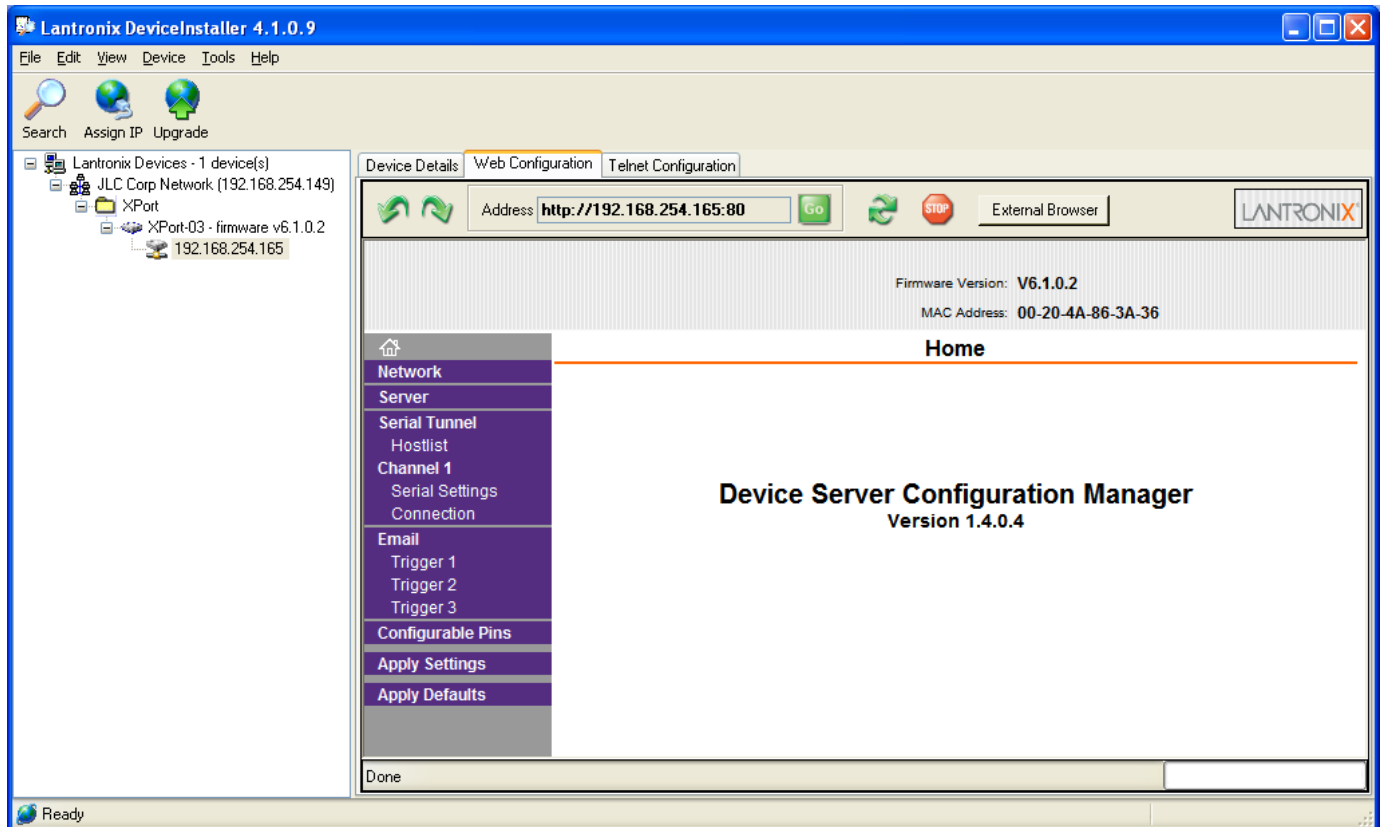 Lantronix DeviceInstaller 4.1.0.9
File Edit View Device Tools Help
Search Assign IP Upgrade
Lantronix Devices - 1 device(s)
JLC Corp Network (192.168.254.149)
XPort
XPort-03 - firmware v6.1.0.2
192.168.254.165
Device Details Web Configuration Telnet Configuration
Address http://192.168.254.165:80 Go STOP External Browser LANTRONIX®
Firmware Version: V6.1.0.2
MAC Address: 00-20-4A-86-3A-36
Home
Network
Server
Serial Tunnel
Hostlist
Channel 1
Serial Settings
Connection
Email
Trigger 1
Trigger 2
Trigger 3
Configurable Pins
Apply Settings
Apply Defaults
Device Server Configuration Manager
Version 1.4.0.4
Done
Ready